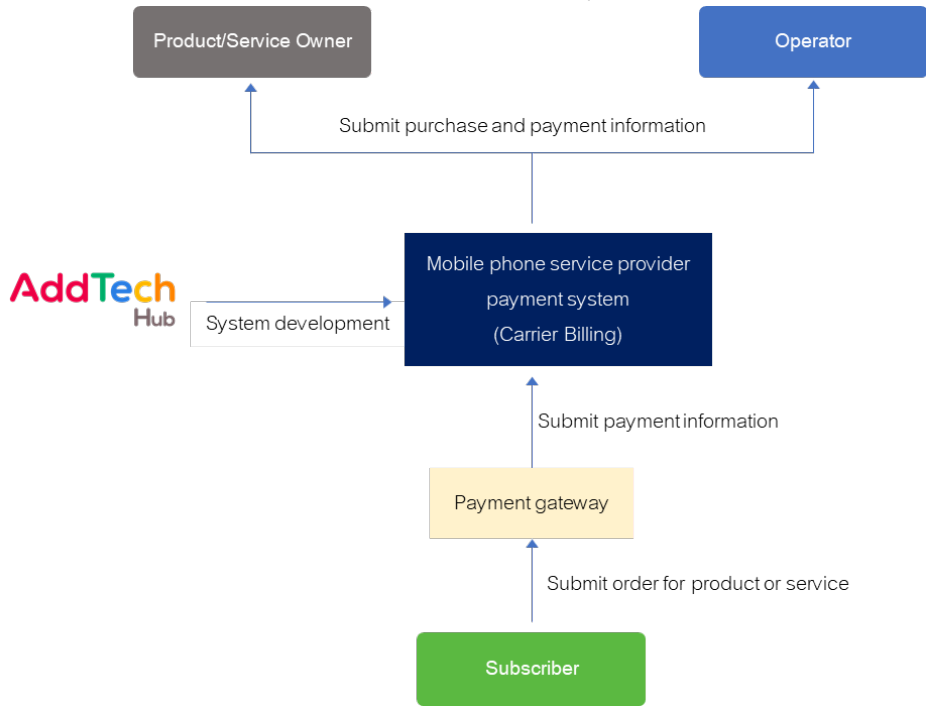 Product/Service Owner
Operator
Submit purchase and payment information
Mobile phone service provider
payment system
(Carrier Billing)
AddTech
Hub
System development
Submit payment information
Payment gateway
Submit order for product or service
Subscriber